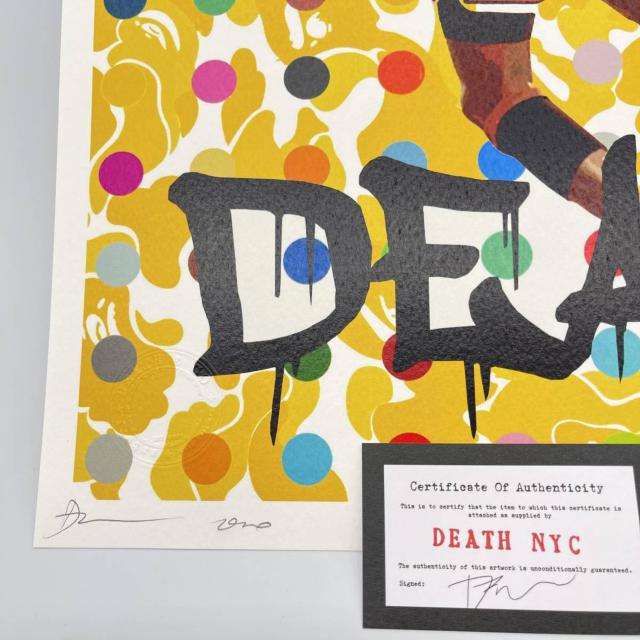 DEA
2020
Certificate Of Authenticity
This is to certify that the item to which this certificate is
attached as supplied by
DEATH NYC
The authenticity of this artwork is unconditionally guaranteed.
Signed: